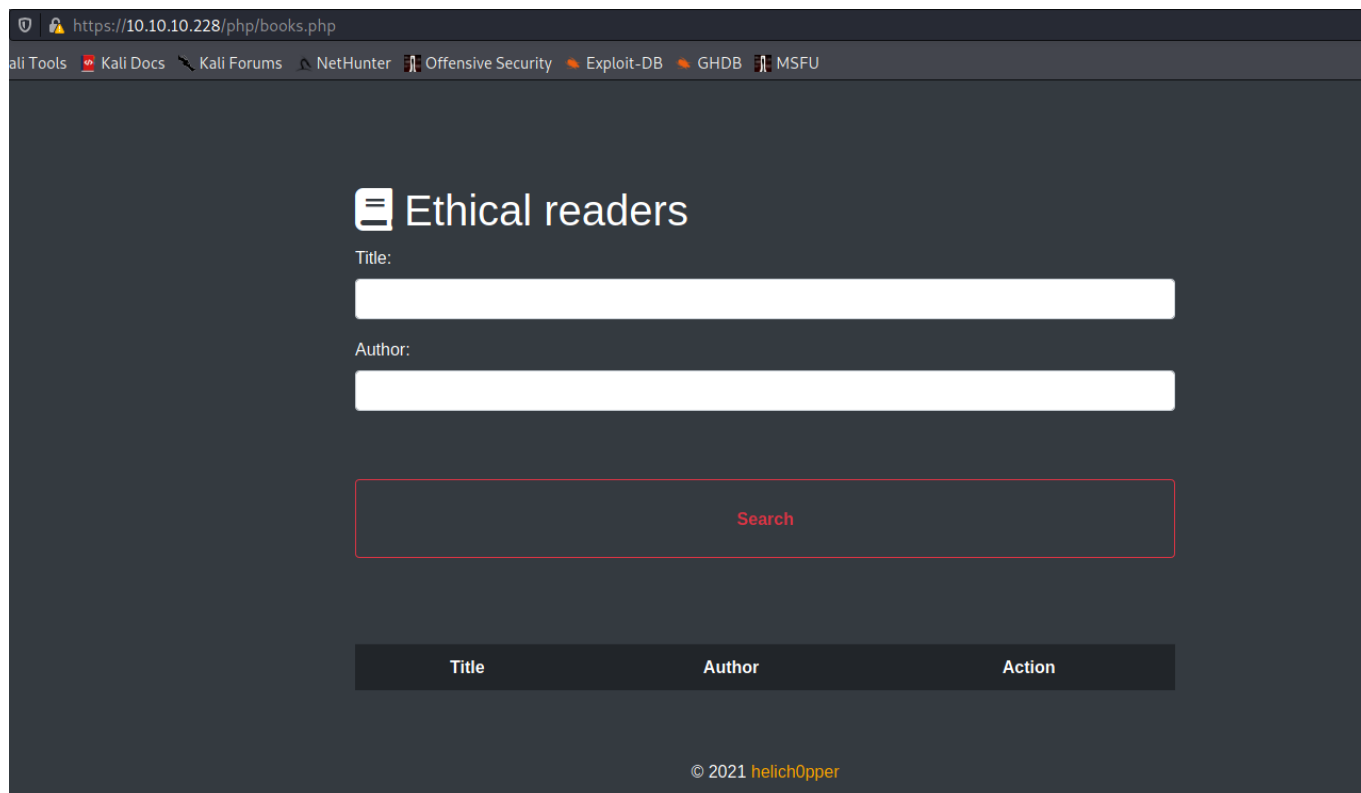 https://10.10.10.228/php/books.php
ali Tools Kali Docs Kali Forums NetHunter Offensive Security Exploit-DB GHDB MSFU
Ethical readers
Title:
Author:
Search
Title Author Action
© 2021 helich0pper